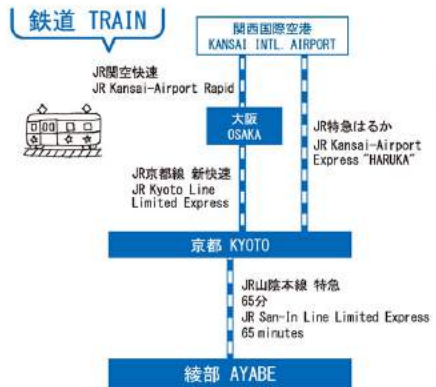 鉄道 TRAIN
関西国際空港
KANSAI INTL. AIRPORT
JR関空快速
JR Kansai-Airport Rapid
大阪
OSAKA
JR特急はるか
JR Kansai-Airport
Express "HARUKA"
JR京都線 新快速
JR Kyoto Line
Limited Express
京都 KYOTO
JR山陰本線 特急
65分
JR San-In Line Limited Express
65 minutes
綾部 AYABE